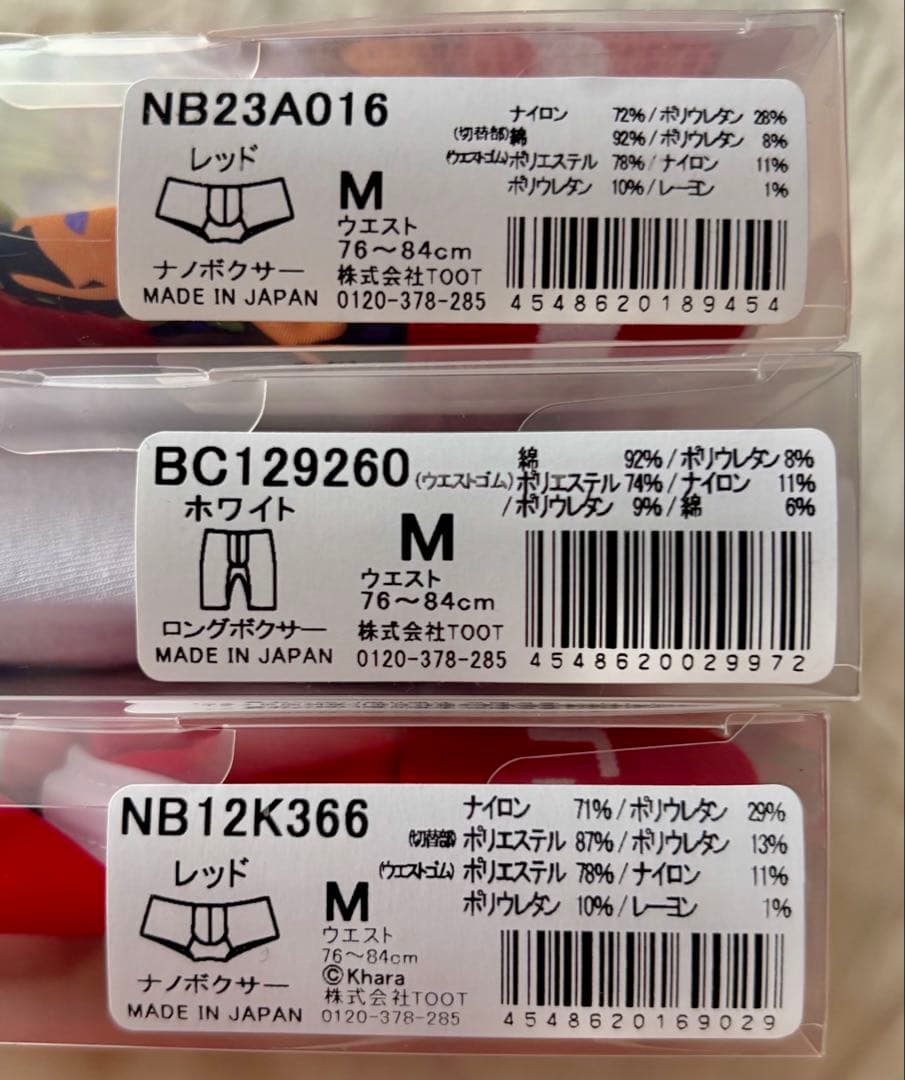 NB23A016
レッド
ナノボクサー
MADE IN JAPAN
M
ウエスト
76～84cm
株式会社TOOT
0120-378-285
ナイロン 72%/ポリウレタン 28%
(切替部)綿 92%/ポリウレタン 8%
(ウエストゴム)ポリエステル 78%/ナイロン 11%
ポリウレタン 10%/レーヨン 1%
4548620189454
BC129260
ホワイト
ロングボクサー
MADE IN JAPAN
M
ウエスト
76～84cm
株式会社TOOT
0120-378-285
綿 92%/ポリウレタン 8%
(ウエストゴム)ポリエステル 74%/ナイロン 11%
/ポリウレタン 9%/綿 6%
4548620029972
NB12K366
レッド
ナノボクサー
MADE IN JAPAN
M
ウエスト
76～84cm
©Khara
株式会社TOOT
0120-378-285
ナイロン 71%/ポリウレタン 29%
(切替部)ポリエステル 87%/ポリウレタン 13%
(ウエストゴム)ポリエステル 78%/ナイロン 11%
ポリウレタン 10%/レーヨン 1%
4548620169029